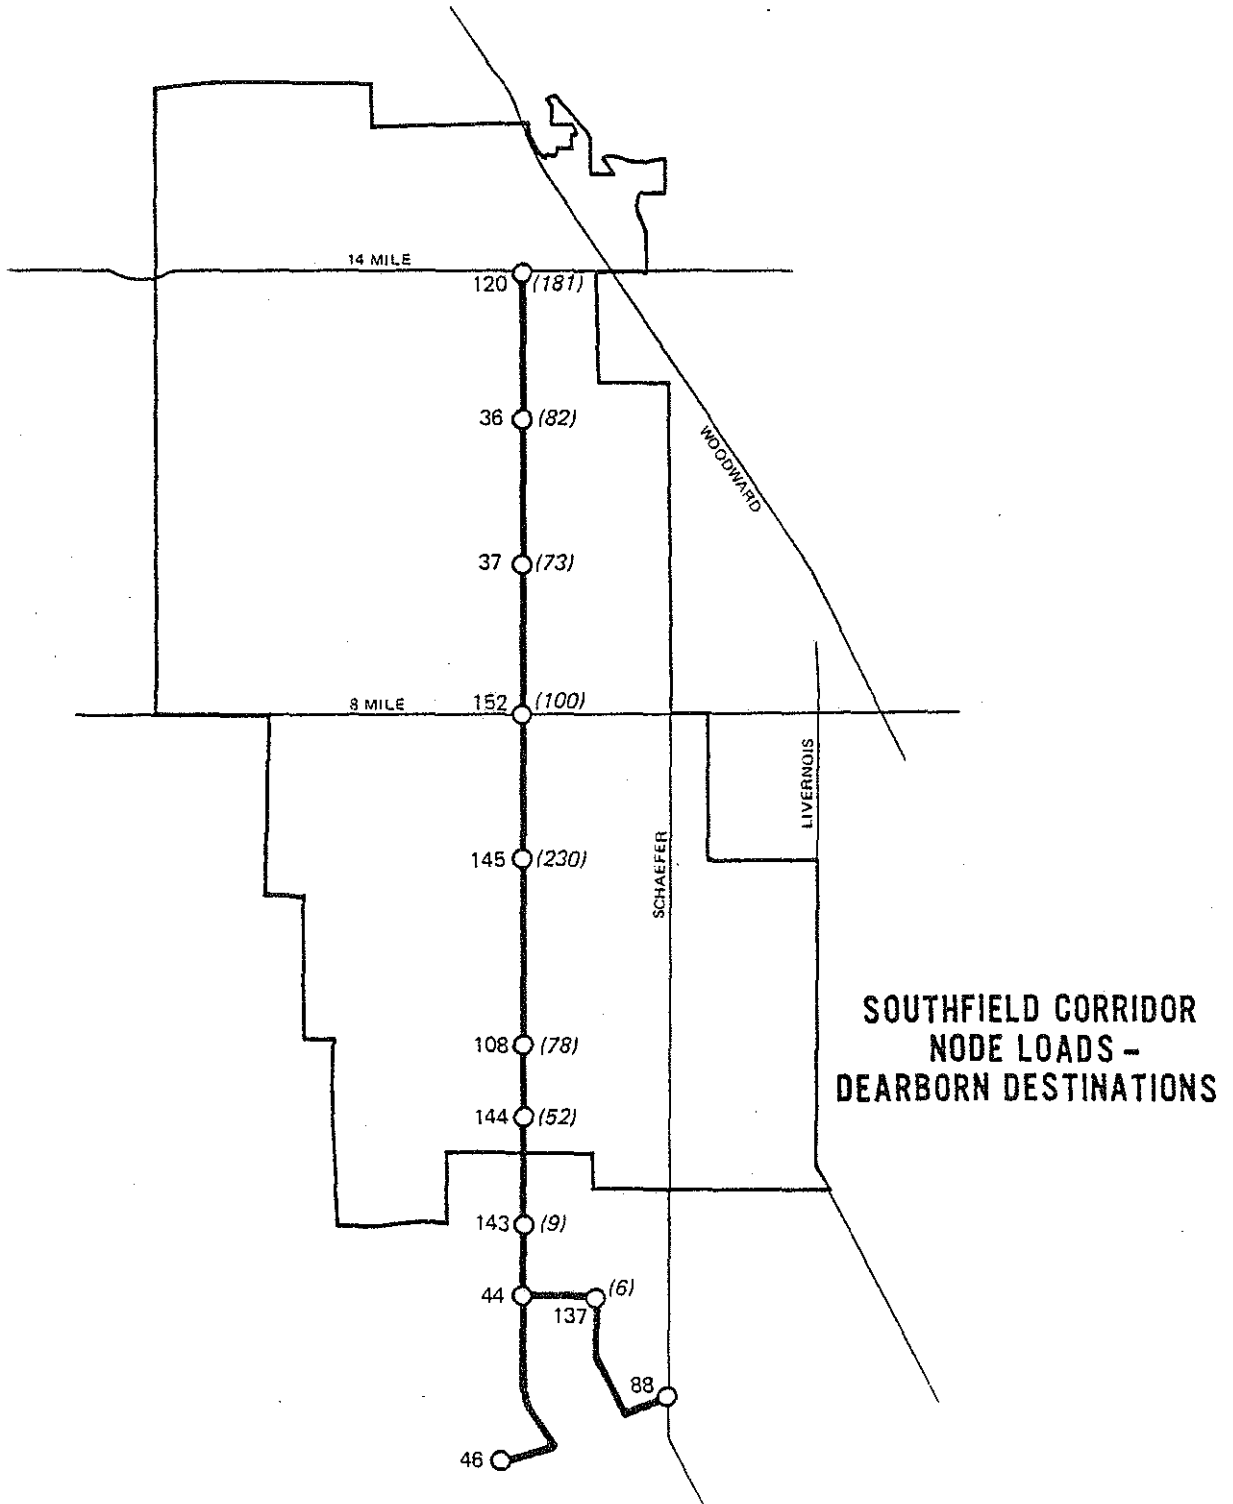 14 MILE
120 (181)
36 (82)
WOODWARD
37 (73)
8 MILE
152 (100)
LIVERNOIS
SCHAEFER
145 (230)
SOUTHFIELD CORRIDOR
NODE LOADS –
DEARBORN DESTINATIONS
108 (78)
144 (52)
143 (9)
44
137 (6)
88
46